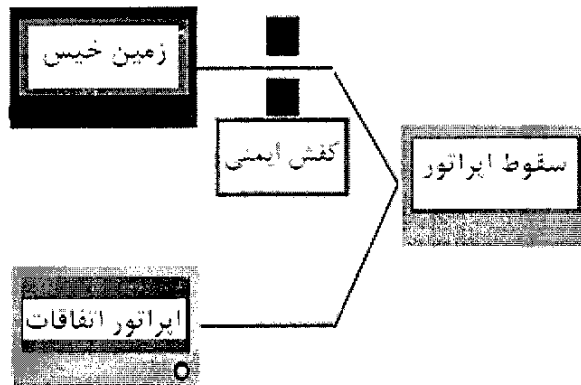 زمین خیس
کفش ایمنی
سقوط اپراتور
اپراتور اتفاقات